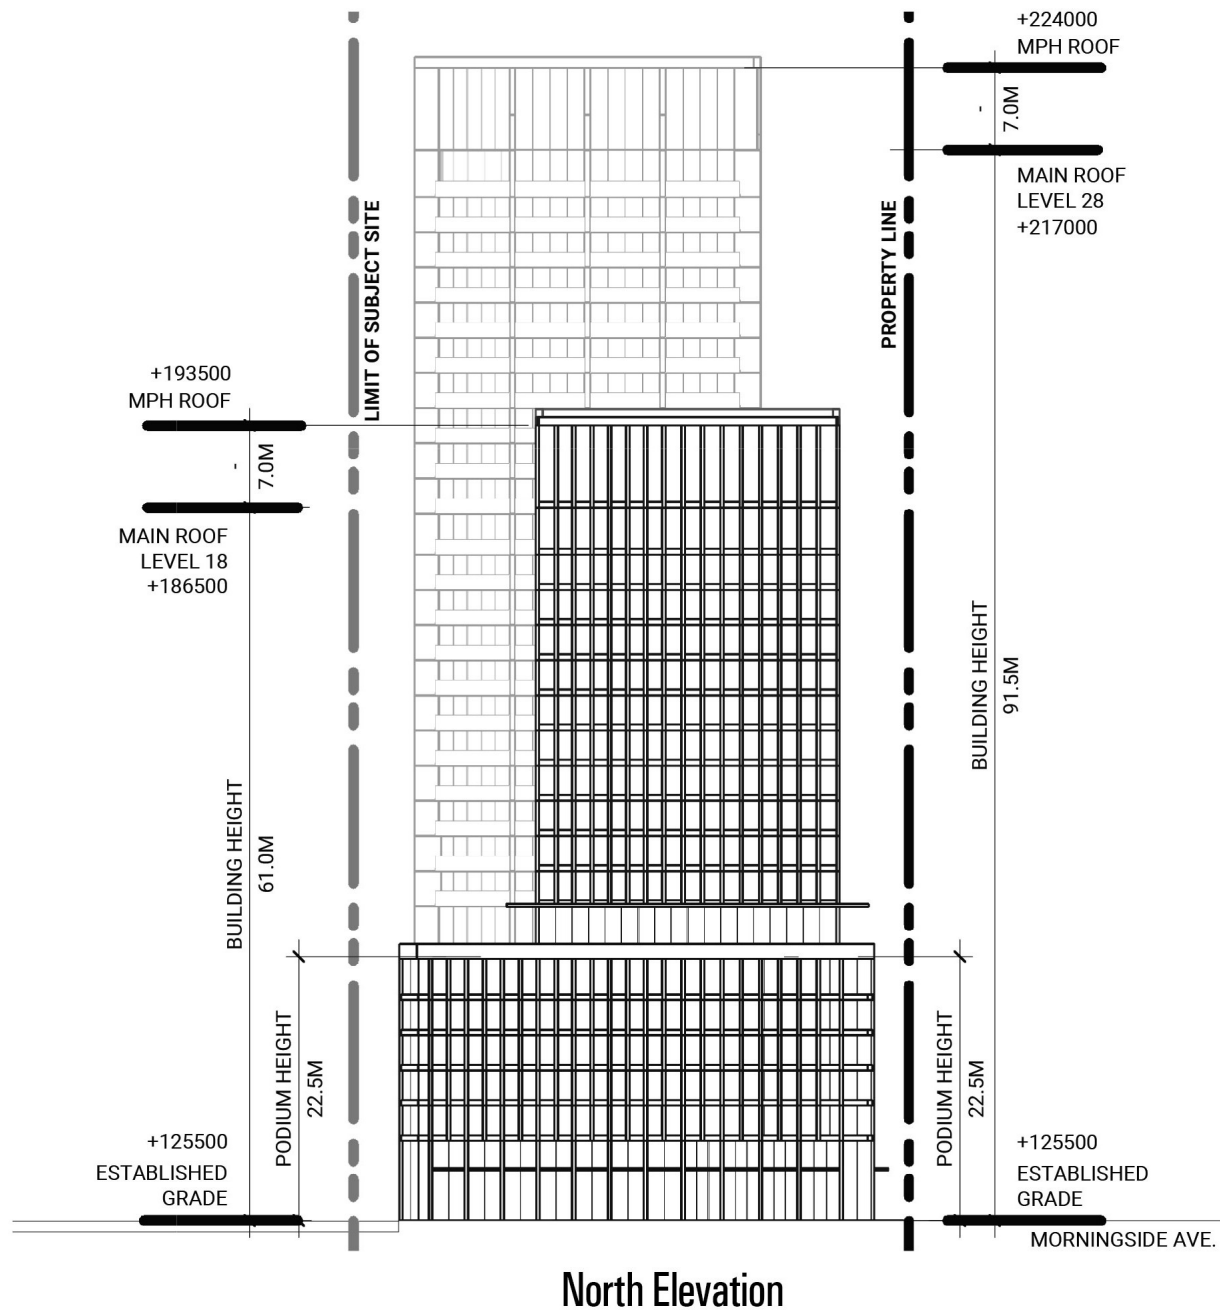 +224000
MPH ROOF
-
7.0M
MAIN ROOF
LEVEL 28
+217000
LIMIT OF SUBJECT SITE
PROPERTY LINE
+193500
MPH ROOF
-
7.0M
MAIN ROOF
LEVEL 18
+186500
BUILDING HEIGHT
91.5M
BUILDING HEIGHT
61.0M
PODIUM HEIGHT
22.5M
PODIUM HEIGHT
22.5M
+125500
ESTABLISHED
GRADE
+125500
ESTABLISHED
GRADE
MORNINGSIDE AVE.
North Elevation